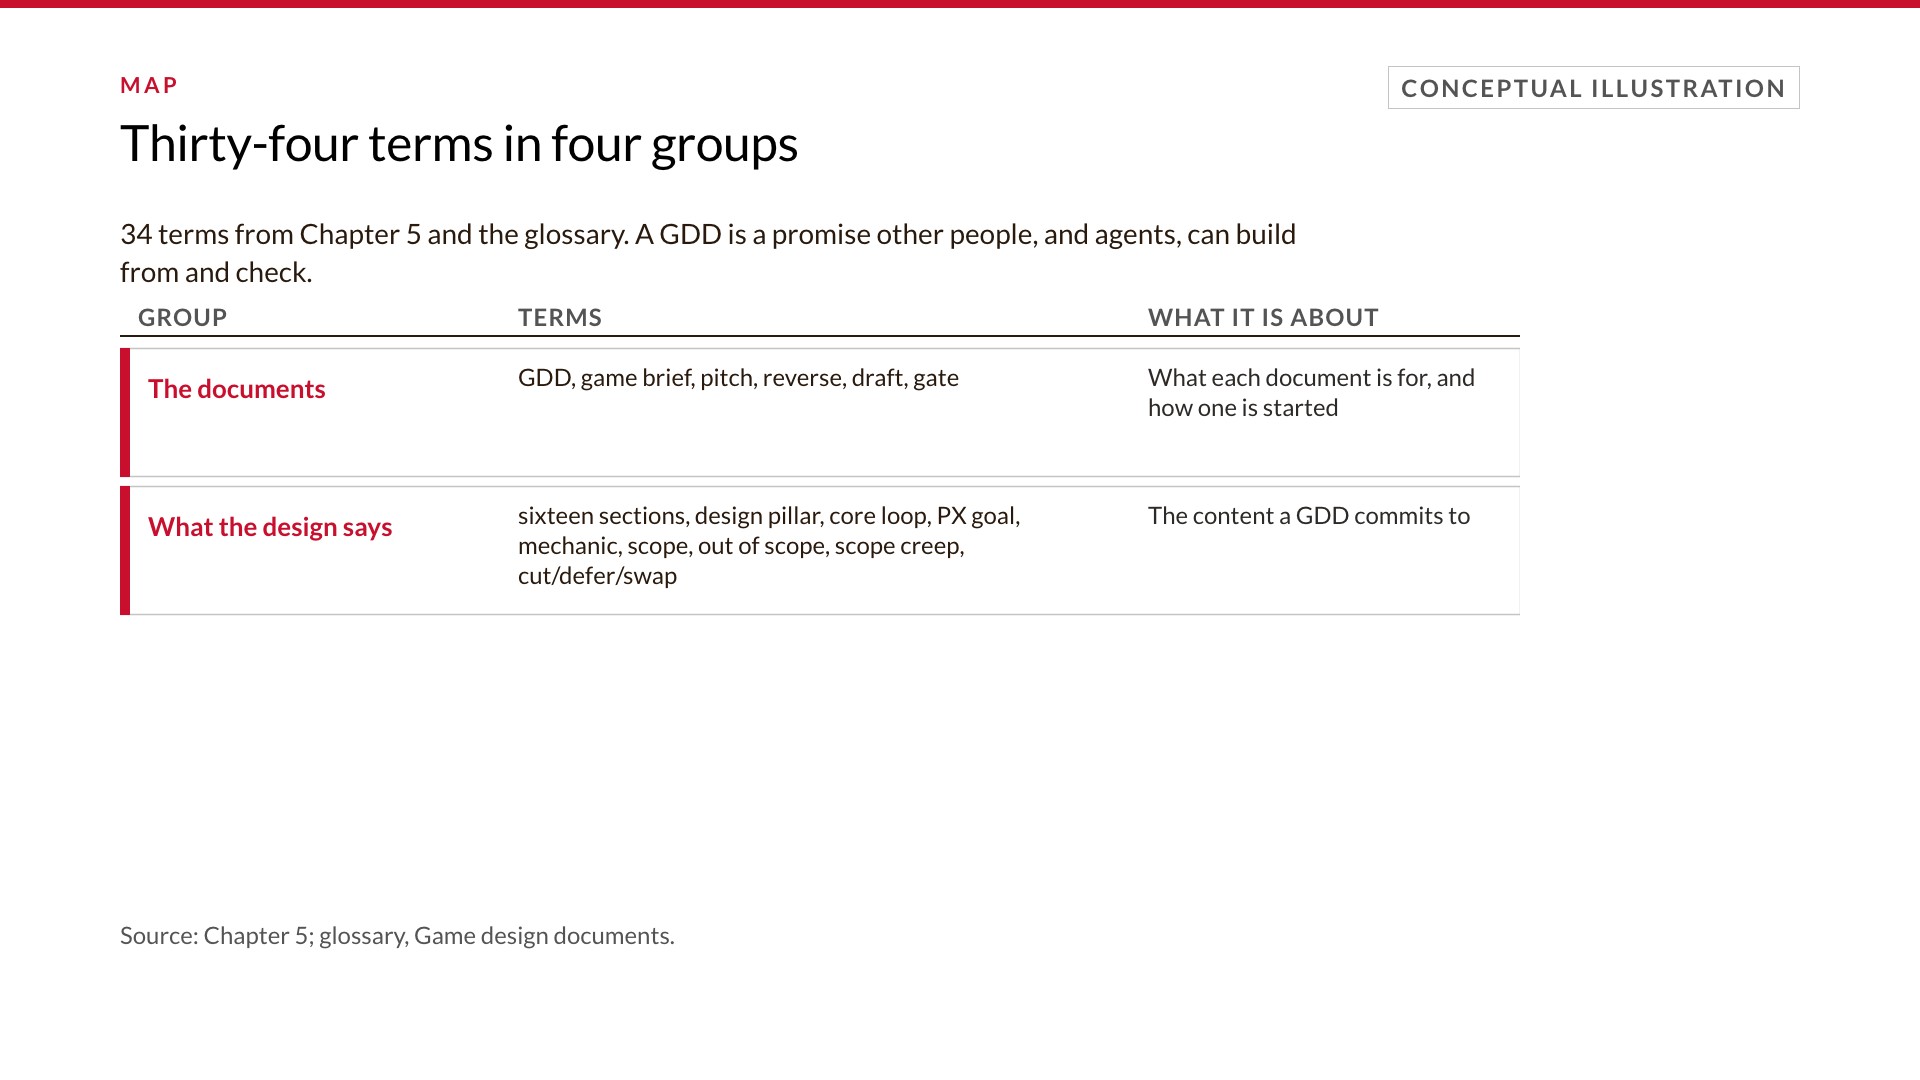 MAP
CONCEPTUAL ILLUSTRATION
Thirty-four terms in four groups
34 terms from Chapter 5 and the glossary. A GDD is a promise other people, and agents, can build
from and check.
GROUP TERMS WHAT IT IS ABOUT
The documents
GDD, game brief, pitch, reverse, draft, gate
What each document is for, and
how one is started
What the design says
sixteen sections, design pillar, core loop, PX goal,
mechanic, scope, out of scope, scope creep,
cut/defer/swap
The content a GDD commits to
Source: Chapter 5; glossary, Game design documents.